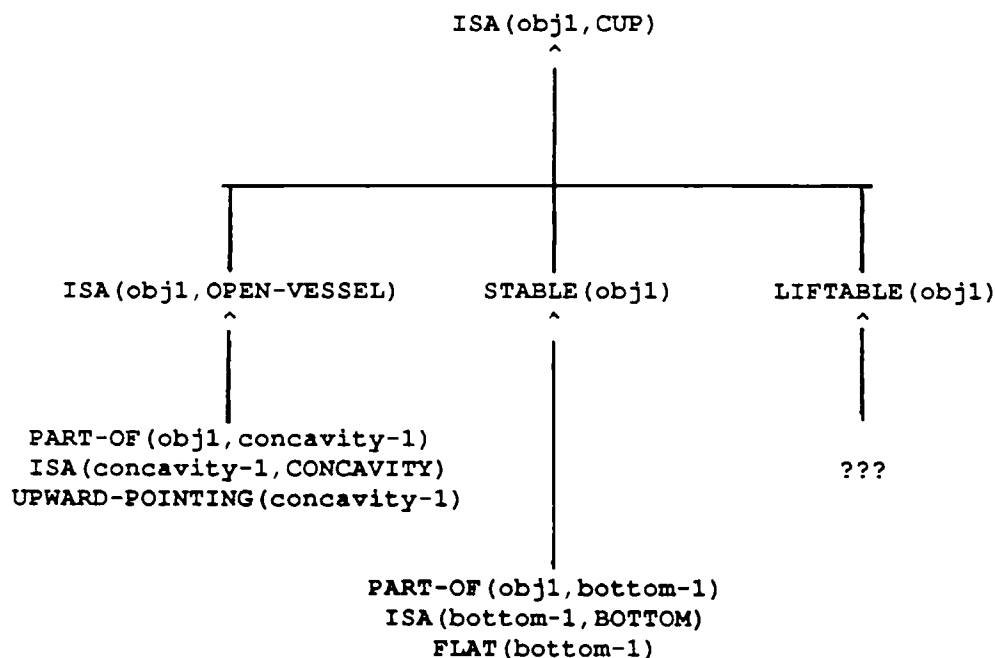 ISA(obj1,CUP)
^
ISA(obj1,OPEN-VESSEL) STABLE(obj1) LIFTABLE(obj1)
^ ^ ^
PART-OF(obj1,concavity-1)
ISA(concavity-1,CONCAVITY)
UPWARD-POINTING(concavity-1)
???
PART-OF(obj1,bottom-1)
ISA(bottom-1,BOTTOM)
FLAT(bottom-1)